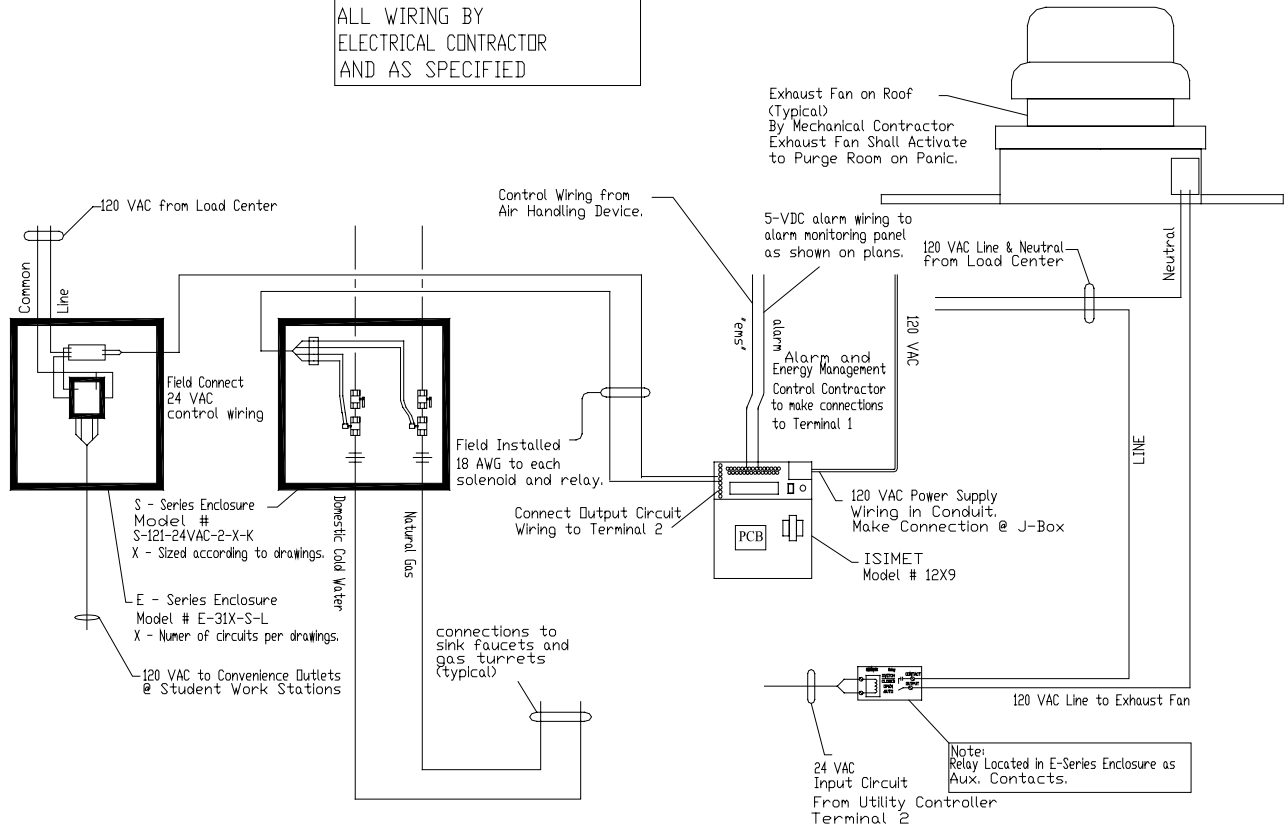 ALL WIRING BY
ELECTRICAL CONTRACTOR
AND AS SPECIFIED
Exhaust Fan on Roof
(Typical)
By Mechanical Contractor
Exhaust Fan Shall Activate
to Purge Room on Panic.
120 VAC from Load Center
Control Wiring from
Air Handling Device.
5-VDC alarm wiring to
alarm monitoring panel
as shown on plans.
120 VAC Line & Neutral
from Load Center
Neutral
Common
Line
"ems"
alarm
120 VAC
Alarm and
Energy Management
Control Contractor
to make connections
to Terminal 1
Field Connect
24 VAC
control wiring
LINE
Field Installed
18 AWG to each
solenoid and relay.
S - Series Enclosure
Model #
S-121-24VAC-2-X-K
X - Sized according to drawings.
Domestic Cold Water
Natural Gas
Connect Output Circuit
Wiring to Terminal 2
120 VAC Power Supply
Wiring in Conduit.
Make Connection @ J-Box
PCB
ISIMET
Model # 12X9
E - Series Enclosure
Model # E-31X-S-L
X - Numer of circuits per drawings.
connections to
sink faucets and
gas turrets
(typical)
120 VAC to Convenience Outlets
@ Student Work Stations
CONTACT
OUTPUT
SWITCH
CLOSED
OPEN
AUTO
120 VAC Line to Exhaust Fan
Note:
Relay Located in E-Series Enclosure as
Aux. Contacts.
24 VAC
Input Circuit
From Utility Controller
Terminal 2